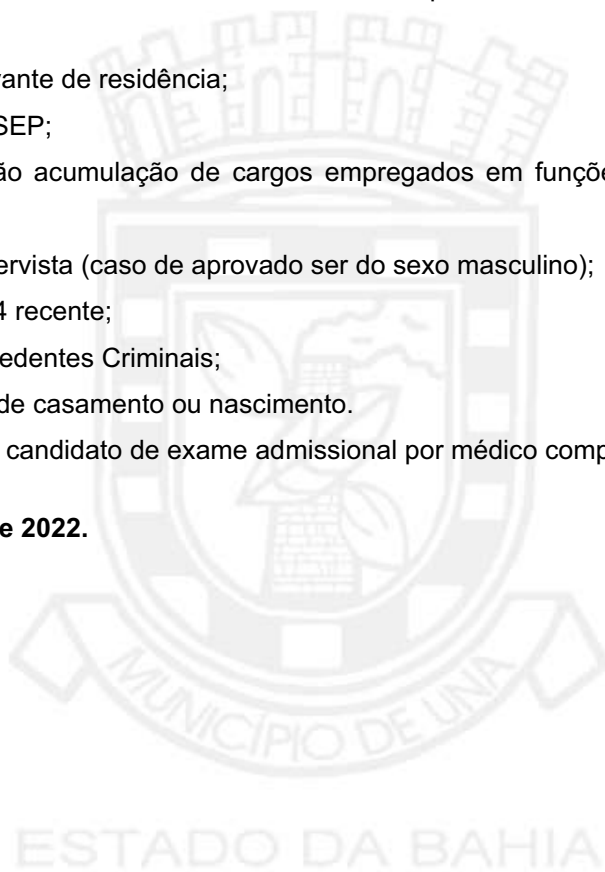 vante de residência;
SEP;
ão acumulação de cargos empregados em funçõe
ervista (caso de aprovado ser do sexo masculino);
4 recente;
edentes Criminais;
de casamento ou nascimento.
candidato de exame admissional por médico comp
e 2022.
MUNICÍPIO DE UNA
ESTADO DA BAHIA